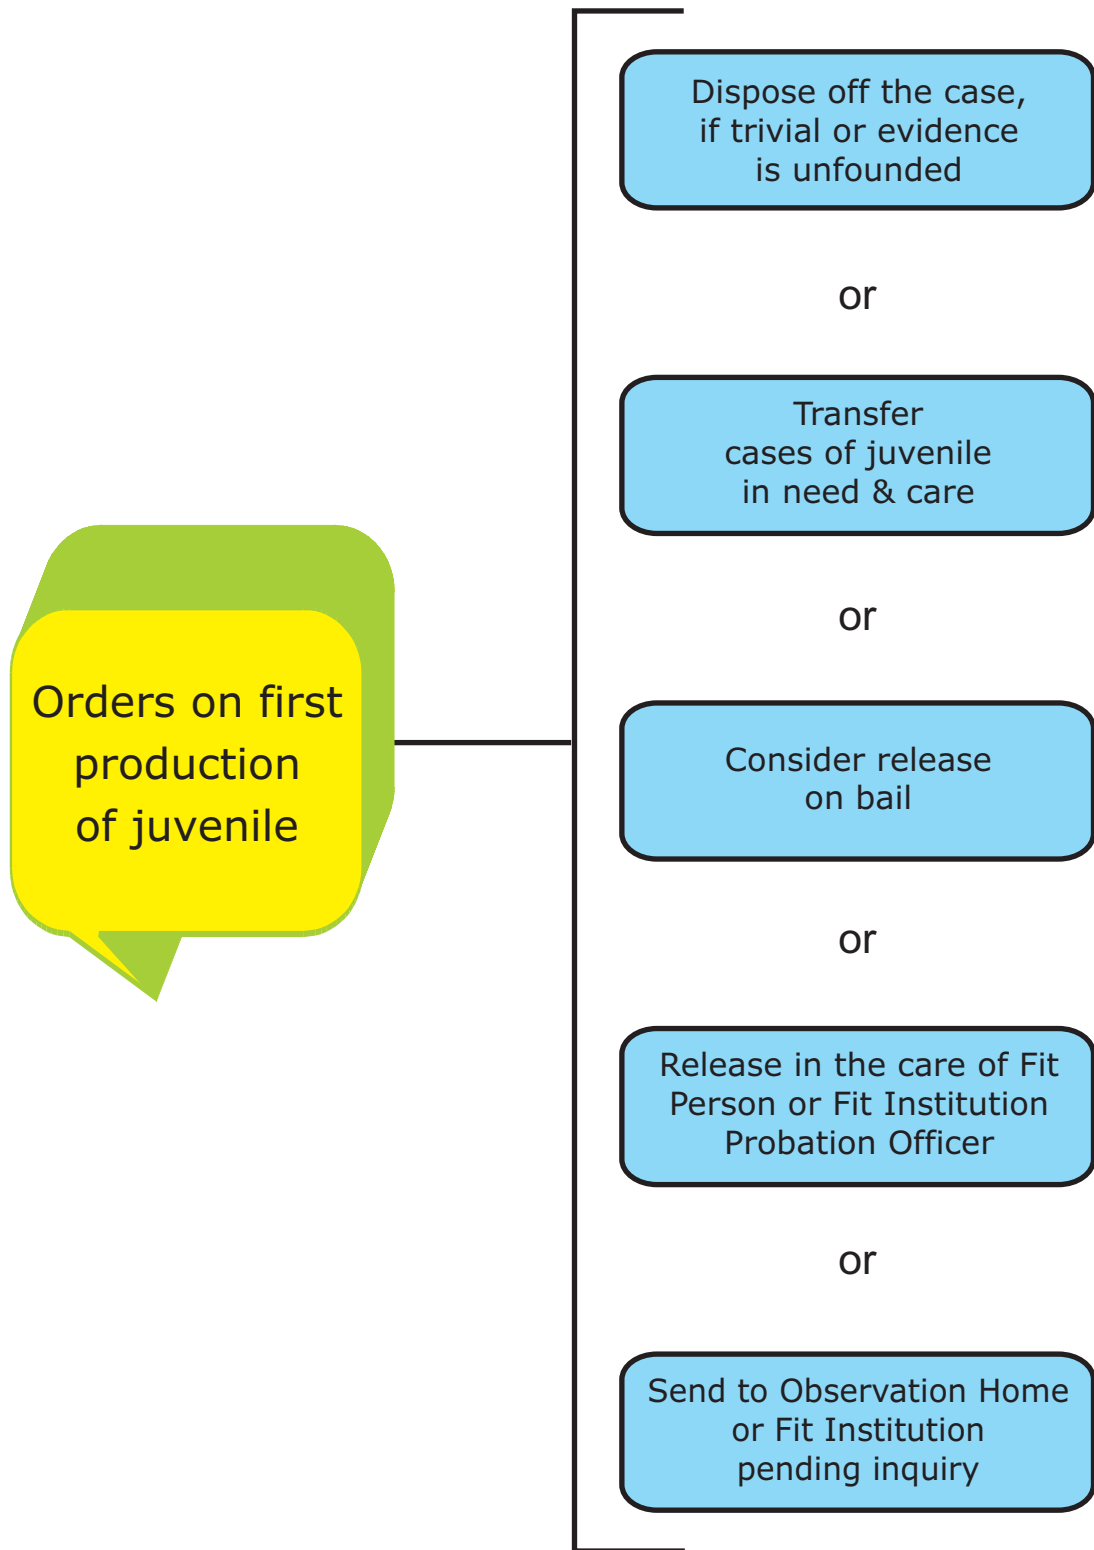 Orders on first
production
of juvenile
Dispose off the case,
if trivial or evidence
is unfounded
or
Transfer
cases of juvenile
in need & care
or
Consider release
on bail
or
Release in the care of Fit
Person or Fit Institution
Probation Officer
or
Send to Observation Home
or Fit Institution
pending inquiry